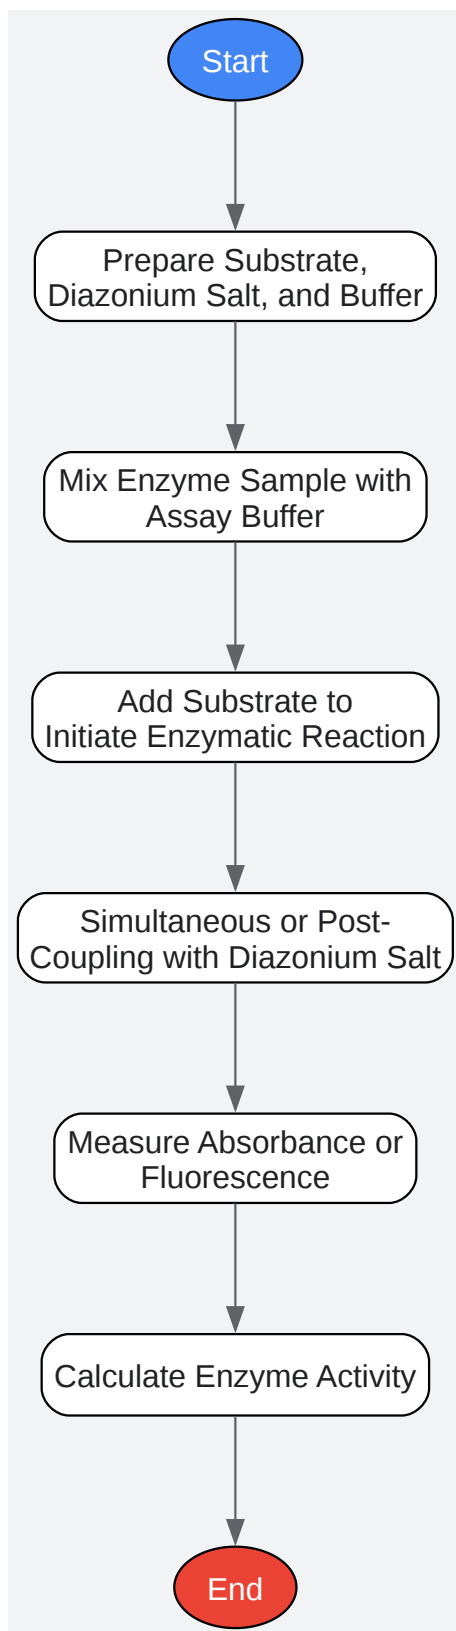 Start
Prepare Substrate,
Diazonium Salt, and Buffer
Mix Enzyme Sample with
Assay Buffer
Add Substrate to
Initiate Enzymatic Reaction
Simultaneous or Post-
Coupling with Diazonium Salt
Measure Absorbance or
Fluorescence
Calculate Enzyme Activity
End